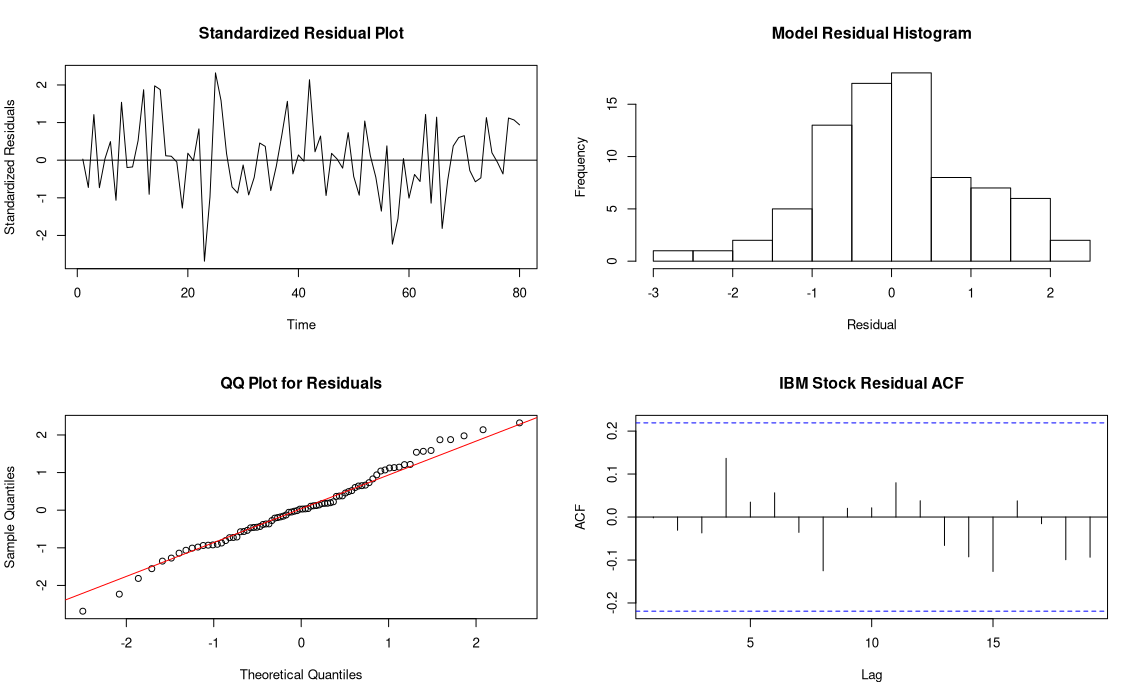 Standardized Residual Plot
Standardized Residuals
2
1
0
-1
-2
0 20 40 60 80
Time
Model Residual Histogram
Frequency
15
10
5
0
-3 -2 -1 0 1 2
Residual
QQ Plot for Residuals
Sample Quantiles
2
1
0
-1
-2
-2 -1 0 1 2
Theoretical Quantiles
IBM Stock Residual ACF
ACF
0.2
0.1
0.0
-0.1
-0.2
5 10 15
Lag